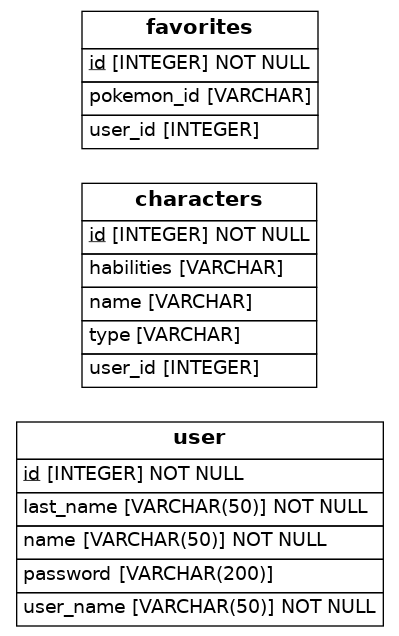 favorites
id [INTEGER] NOT NULL
pokemon_id [VARCHAR]
user_id [INTEGER]
characters
id [INTEGER] NOT NULL
habilities [VARCHAR]
name [VARCHAR]
type [VARCHAR]
user_id [INTEGER]
user
id [INTEGER] NOT NULL
last_name [VARCHAR(50)] NOT NULL
name [VARCHAR(50)] NOT NULL
password [VARCHAR(200)]
user_name [VARCHAR(50)] NOT NULL